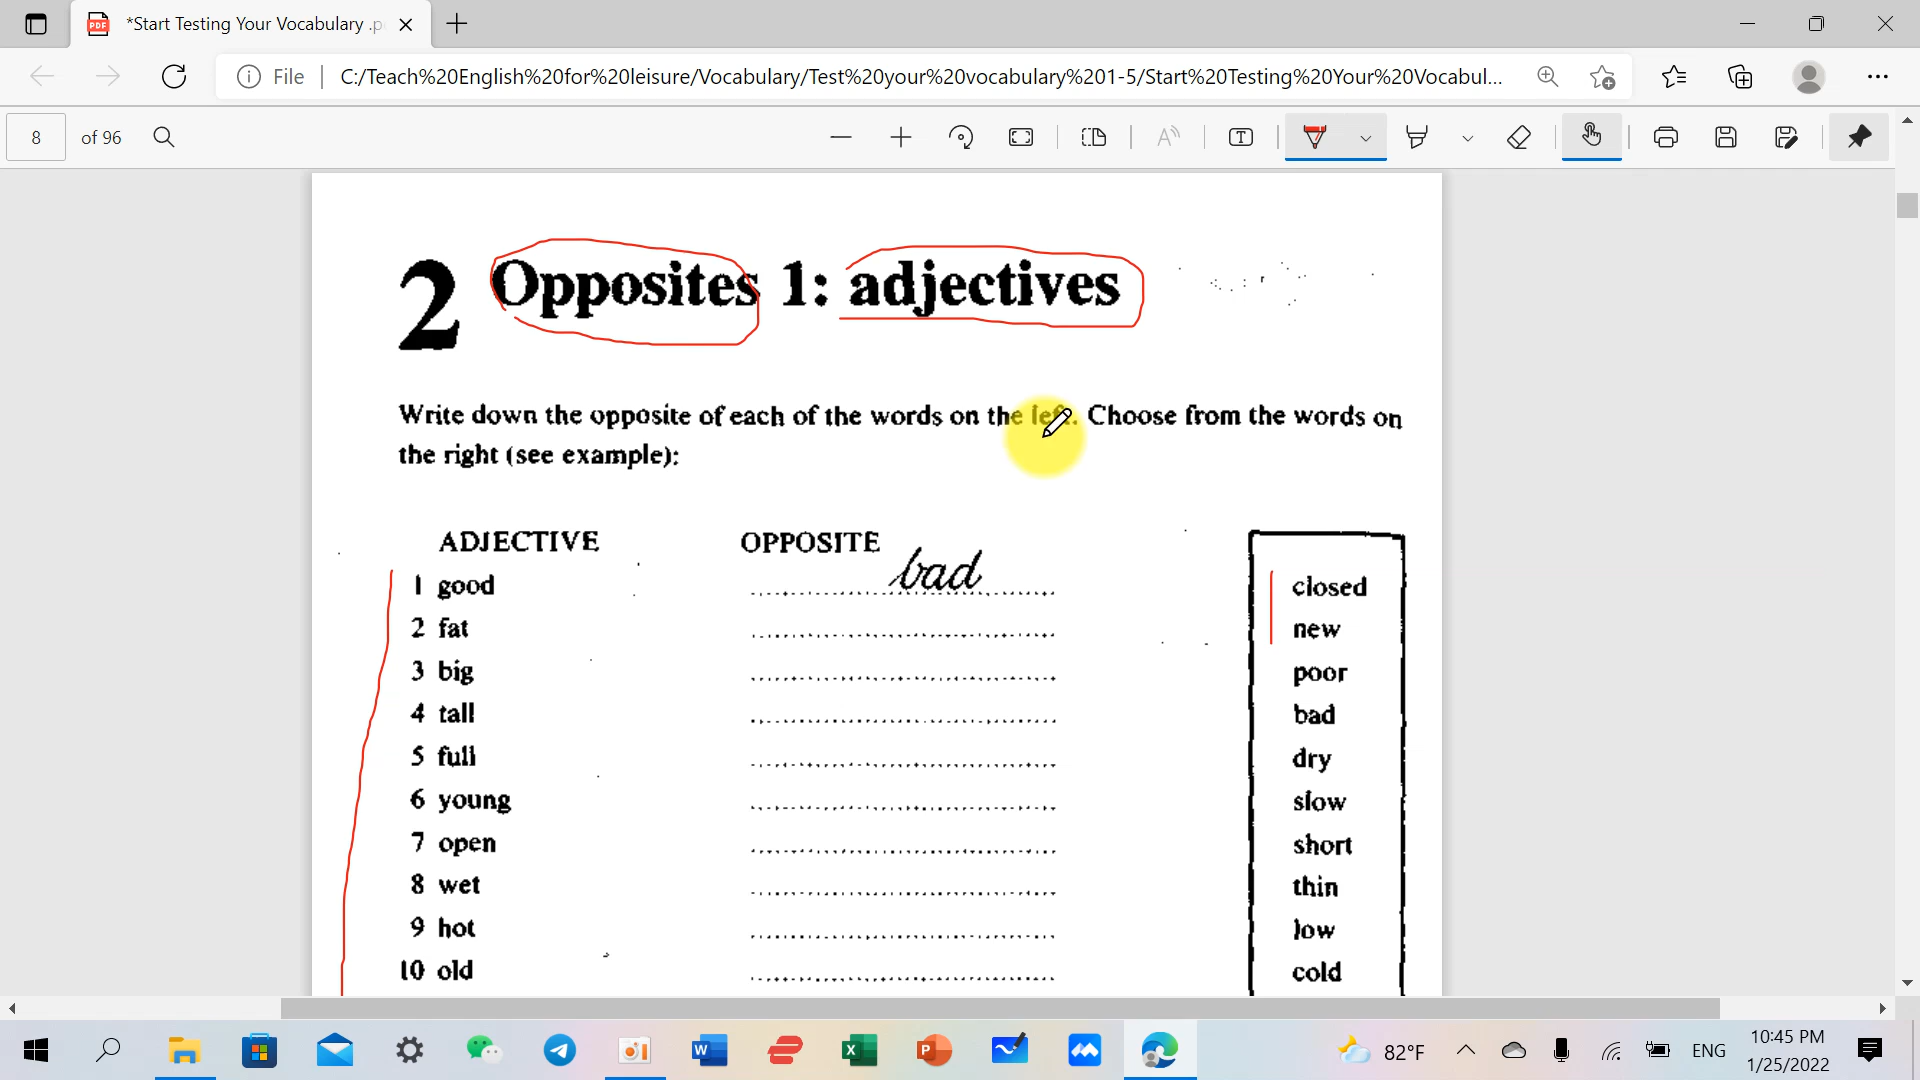 *Start Testing Your Vocabulary .p
File
C:/Teach%20English%20for%20leisure/Vocabulary/Test%20your%20vocabulary%201-5/Start%20Testing%20Your%20Vocabul...
8 of 96
2 Opposites 1: adjectives
Write down the opposite of each of the words on the left. Choose from the words on
the right (see example):
ADJECTIVE OPPOSITE
1 good bad closed
2 fat new
3 big poor
4 tall bad
5 full dry
6 young slow
7 open short
8 wet thin
9 hot low
10 old cold
82°F
ENG
10:45 PM
1/25/2022